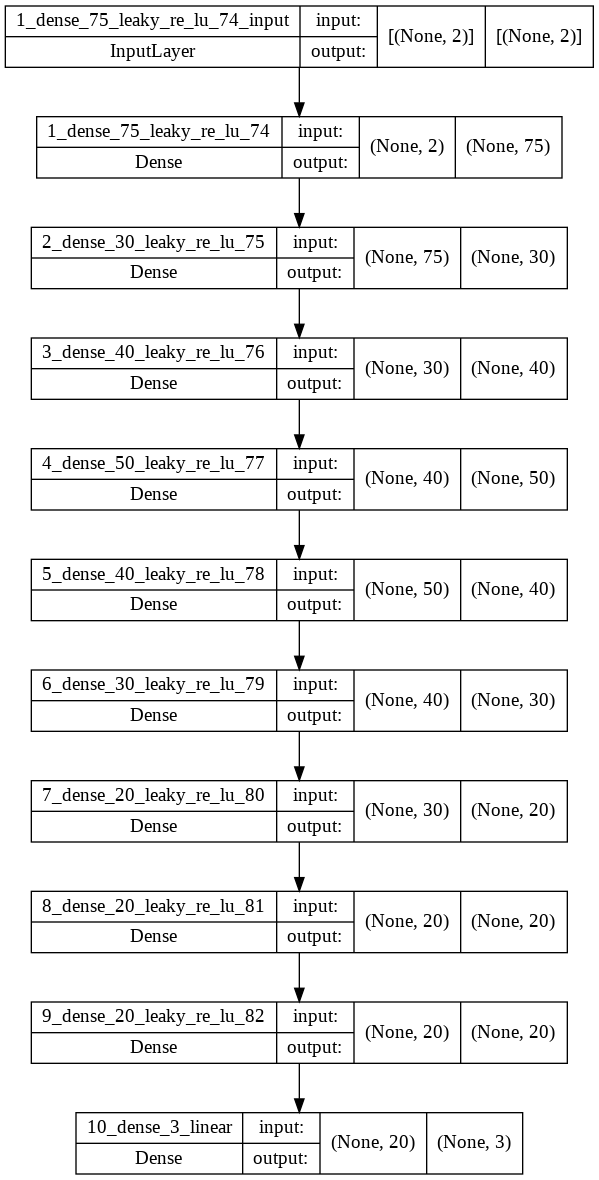 1_dense_75_leaky_re_lu_74_input input: [(None, 2)] [(None, 2)]
InputLayer output:
1_dense_75_leaky_re_lu_74 input: (None, 2) (None, 75)
Dense output:
2_dense_30_leaky_re_lu_75 input: (None, 75) (None, 30)
Dense output:
3_dense_40_leaky_re_lu_76 input: (None, 30) (None, 40)
Dense output:
4_dense_50_leaky_re_lu_77 input: (None, 40) (None, 50)
Dense output:
5_dense_40_leaky_re_lu_78 input: (None, 50) (None, 40)
Dense output:
6_dense_30_leaky_re_lu_79 input: (None, 40) (None, 30)
Dense output:
7_dense_20_leaky_re_lu_80 input: (None, 30) (None, 20)
Dense output:
8_dense_20_leaky_re_lu_81 input: (None, 20) (None, 20)
Dense output:
9_dense_20_leaky_re_lu_82 input: (None, 20) (None, 20)
Dense output:
10_dense_3_linear input: (None, 20) (None, 3)
Dense output: